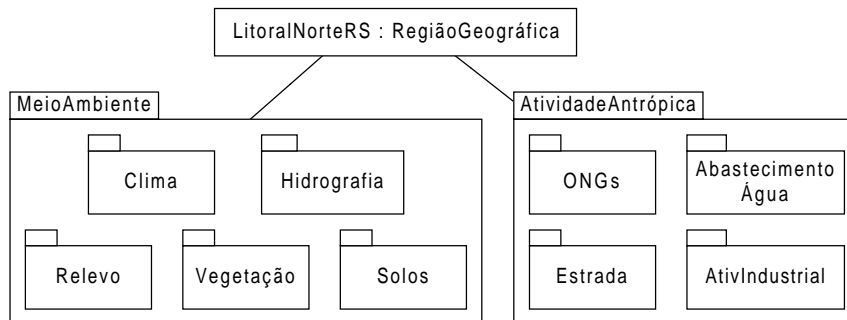 LitoralNorteRS : RegiãoGeográfica
MeioAmbiente
AtividadeAntrópica
Clima
Hidrografia
ONGs
Abastecimento
Água
Relevo
Vegetação
Solos
Estrada
AtivIndustrial